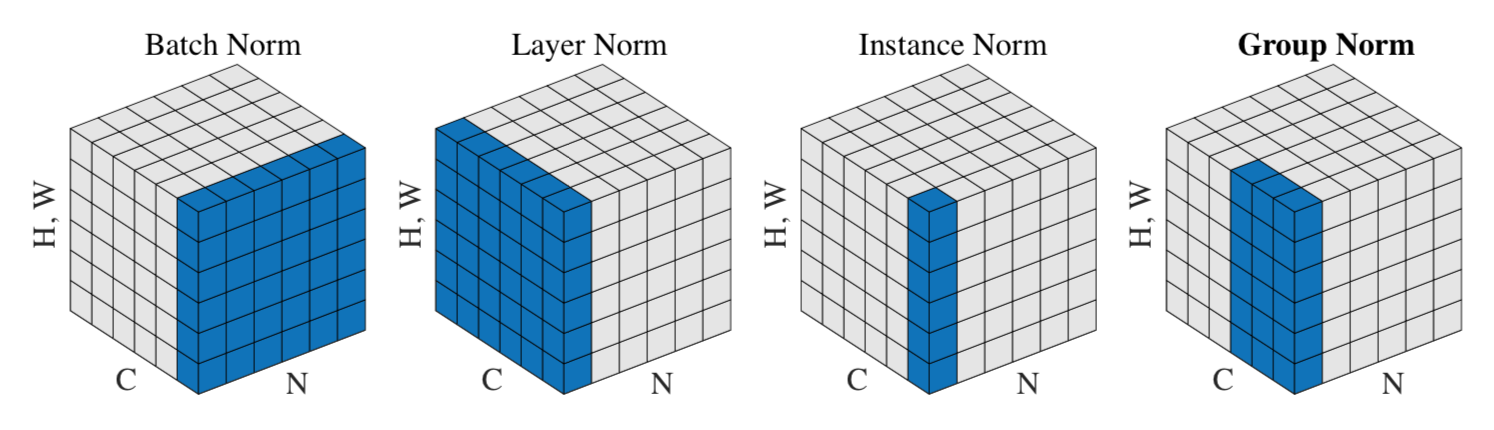 Batch Norm
Layer Norm
Instance Norm
Group Norm
H, W
C
N
H, W
C
N
H, W
C
N
H, W
C
N